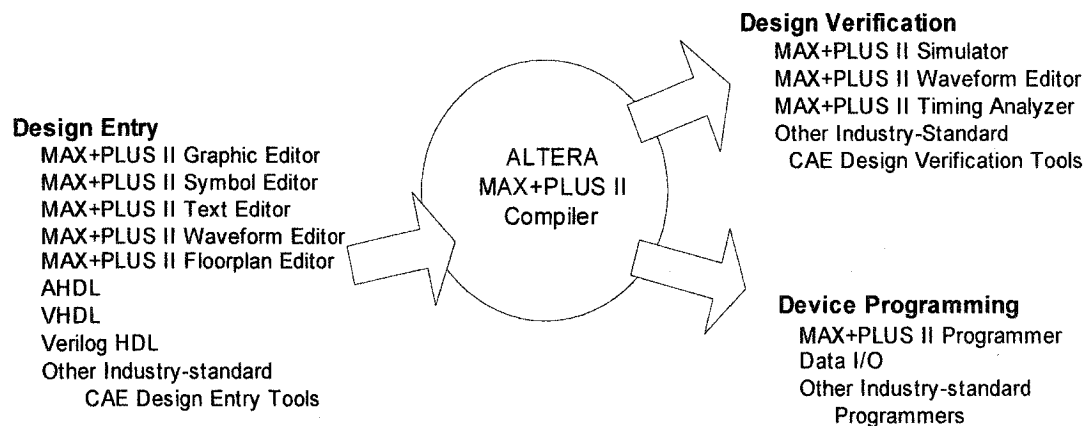 Design Entry
MAX+PLUS II Graphic Editor
MAX+PLUS II Symbol Editor
MAX+PLUS II Text Editor
MAX+PLUS II Waveform Editor
MAX+PLUS II Floorplan Editor
AHDL
VHDL
Verilog HDL
Other Industry-standard
CAE Design Entry Tools
ALTERA
MAX+PLUS II
Compiler
Design Verification
MAX+PLUS II Simulator
MAX+PLUS II Waveform Editor
MAX+PLUS II Timing Analyzer
Other Industry-Standard
CAE Design Verification Tools
Device Programming
MAX+PLUS II Programmer
Data I/O
Other Industry-standard
Programmers